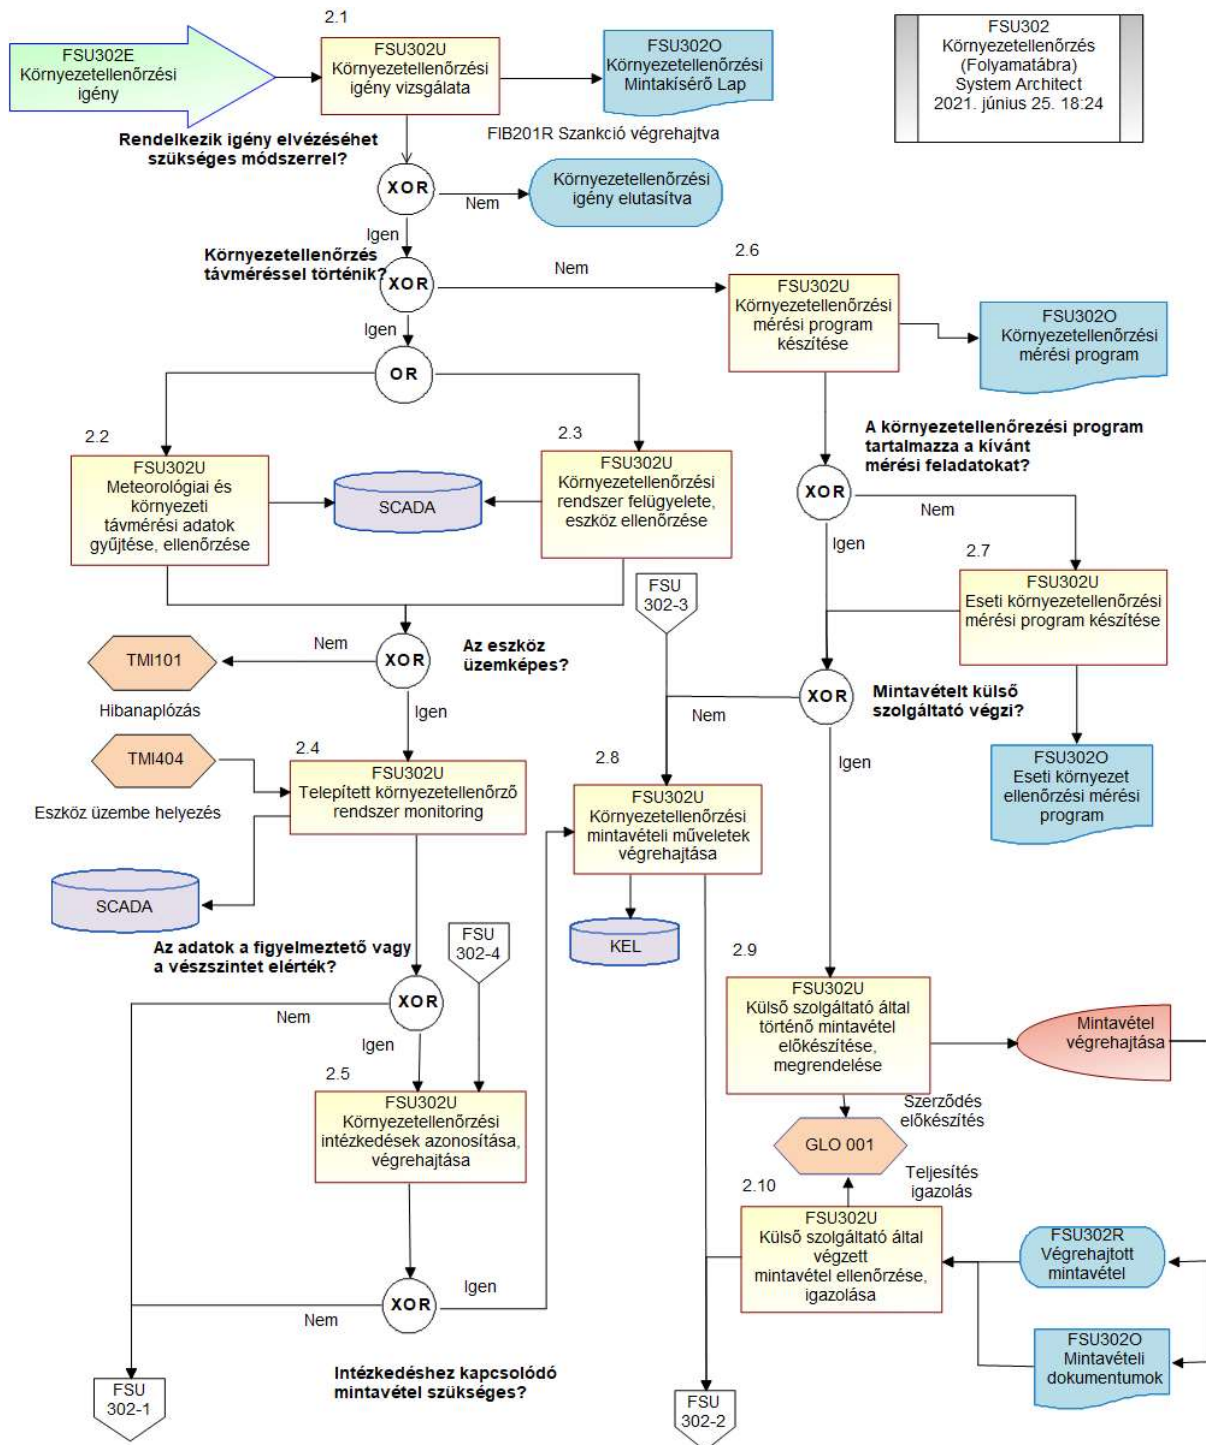 2.1
FSU302E
Környezetellenőrzési
igény
FSU302U
Környezetellenőrzési
igény vizsgálata
FSU302O
Környezetellenőrzési
Mintakísérő Lap
FSU302
Környezetellenőrzés
(Folyamatábra)
System Architect
2021. június 25. 18:24
Rendelkezik igény elvézéséhet
szükséges módszerrel?
FIB201R Szankció végrehajtva
XOR
Nem
Környezetellenőrzési
igény elutasítva
Igen
Környezetellenőrzés
távméréssel történik?
XOR
Nem
2.6
FSU302U
Környezetellenőrzési
mérési program
készítése
FSU302O
Környezetellenőrzési
mérési program
Igen
OR
2.2
FSU302U
Meteorológiai és
környezeti
távmérési adatok
gyűjtése, ellenőrzése
SCADA
2.3
FSU302U
Környezetellenőrzési
rendszer felügyelete,
eszköz ellenőrzése
A környezetellenőrezési program
tartalmazza a kívánt
mérési feladatokat?
XOR
Nem
Igen
2.7
FSU302U
Eseti környezetellenőrzési
mérési program készítése
FSU
302-3
Nem
XOR
Az eszköz
üzemképes?
TMI101
Hibanaplózás
Igen
XOR
Nem
Mintavételt külső
szolgáltató végzi?
Igen
TMI404
Eszköz üzembe helyezés
2.4
FSU302U
Telepített környezetellenőrző
rendszer monitoring
2.8
FSU302U
Környezetellenőrzési
mintavételi műveletek
végrehajtása
FSU302O
Eseti környezet
ellenőrzési mérési
program
SCADA
KEL
Az adatok a figyelmeztető vagy
a vészszintet elérték?
FSU
302-4
2.9
FSU302U
Külső szolgáltató által
történő mintavétel
előkészítése,
megrendelése
Mintavétel
végrehajtása
XOR
Nem
Igen
2.5
FSU302U
Környezetellenőrzési
intézkedések azonosítása,
végrehajtása
Szerződés
előkészítés
GLO 001
Teljesítés
igazolás
2.10
FSU302U
Külső szolgáltató által
végzett
mintavétel ellenőrzése,
igazolása
FSU302R
Végrehajtott
mintavétel
XOR
Igen
Nem
FSU302O
Mintavételi
dokumentumok
Intézkedéshez kapcsolódó
mintavétel szükséges?
FSU
302-1
FSU
302-2